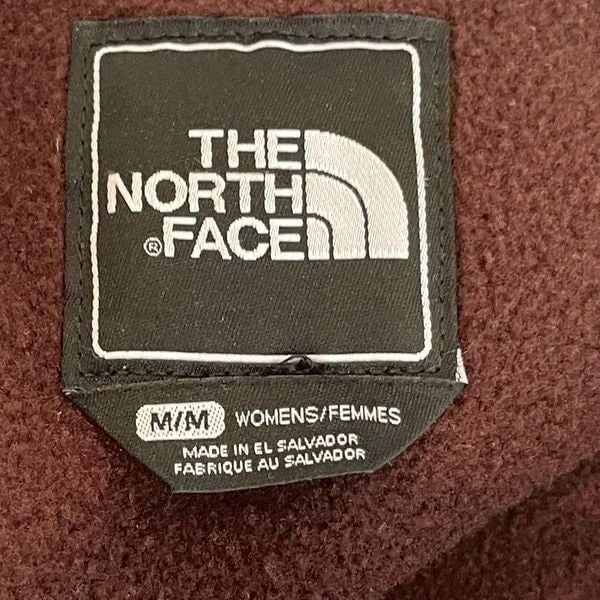 THE
NORTH
®FACE
M/M WOMENS/FEMMES
MADE IN EL SALVADOR
FABRIQUE AU SALVADOR